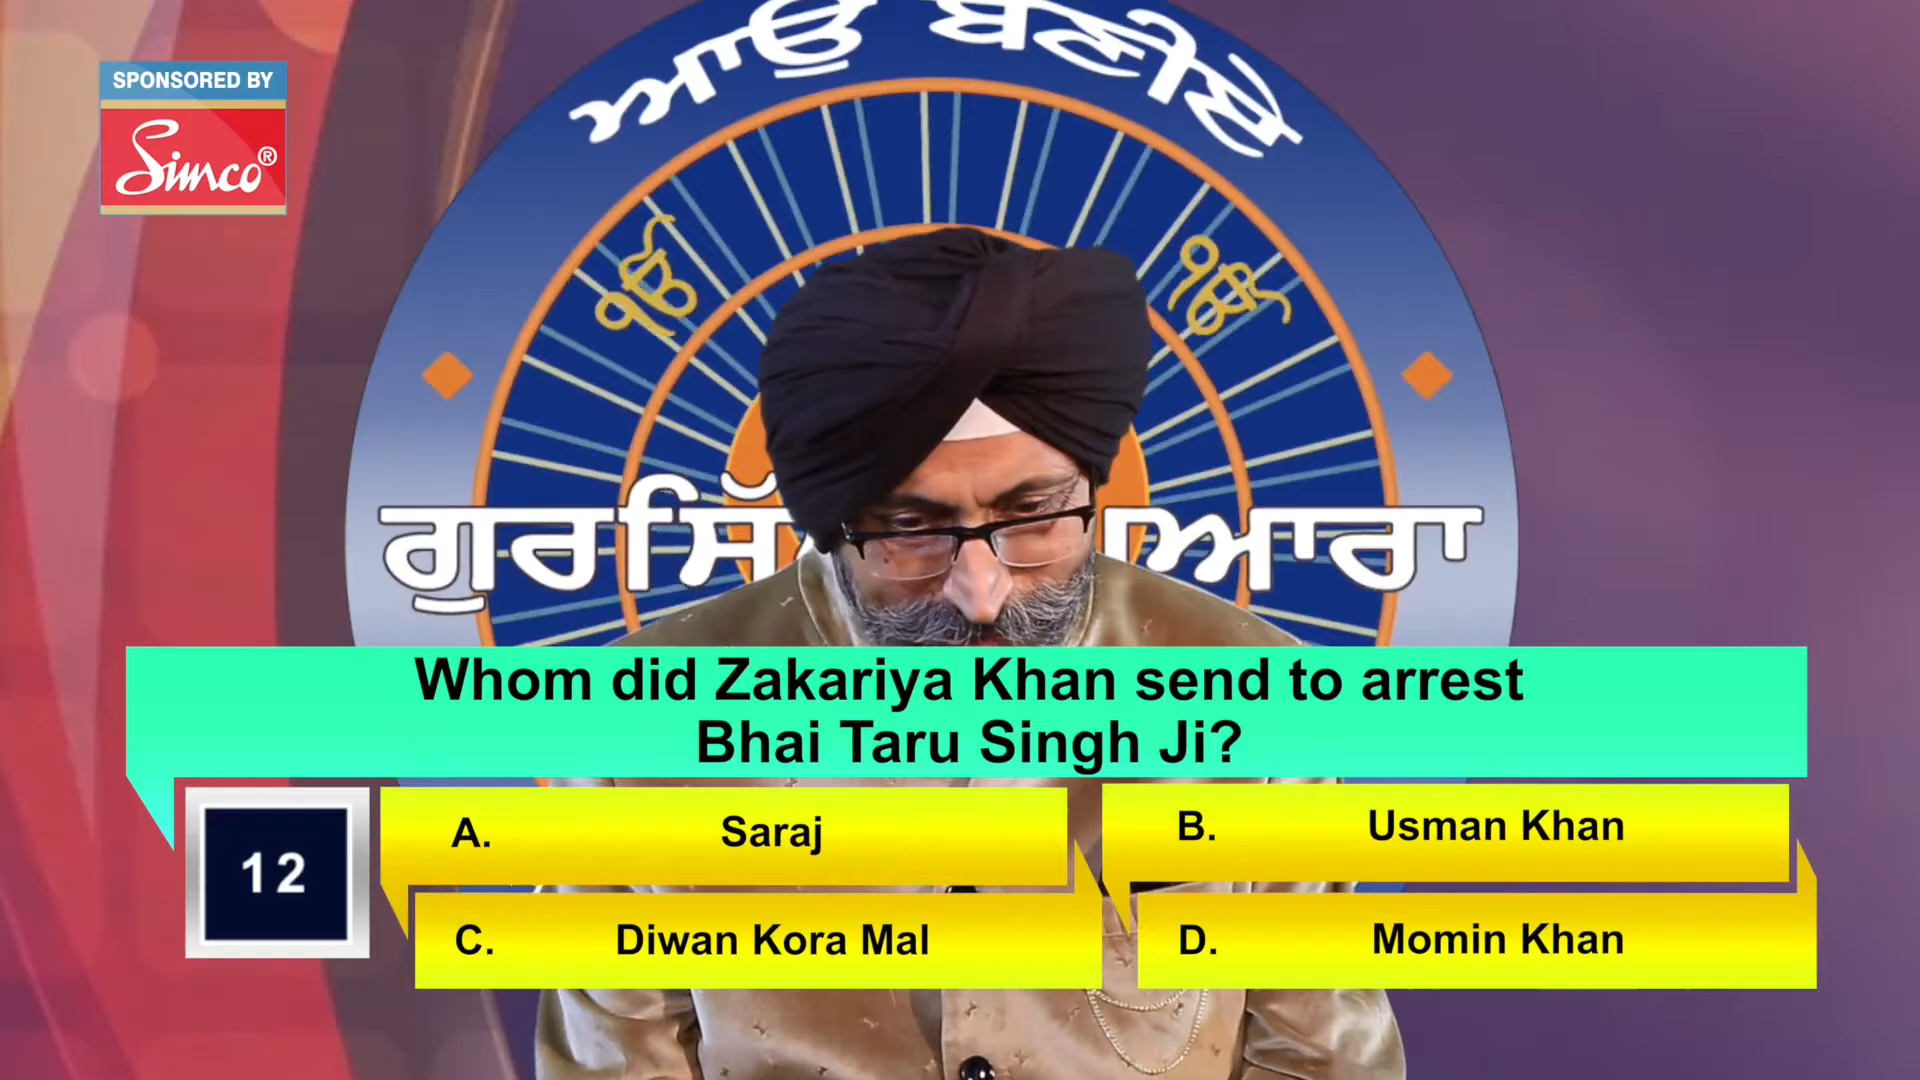 SPONSORED BY
Simco®
ਆਉ ਬਣੀਏ
ੴ ੴ
ਗੁਰਸਿੱ ਿਆਰਾ
Whom did Zakariya Khan send to arrest
Bhai Taru Singh Ji?
12
A. Saraj
B. Usman Khan
C. Diwan Kora Mal
D. Momin Khan